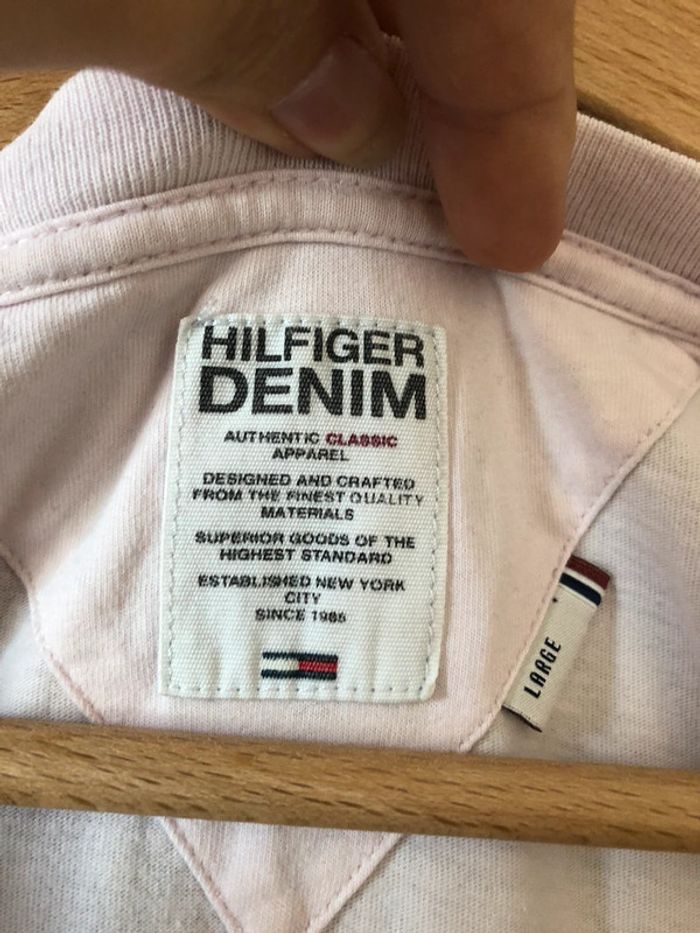 HILFIGER
DENIM
AUTHENTIC CLASSIC
APPAREL
DESIGNED AND CRAFTED
FROM THE FINEST QUALITY
MATERIALS
SUPERIOR GOODS OF THE
HIGHEST STANDARD
ESTABLISHED NEW YORK
CITY
SINCE 1985
LARGE